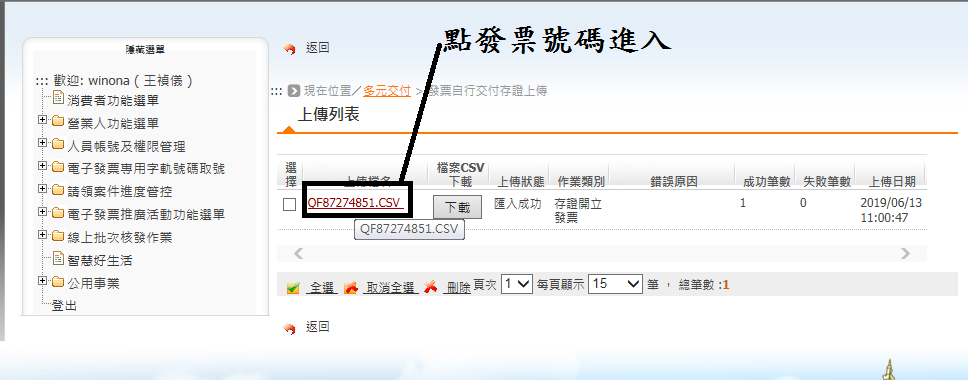 點發票號碼進入
隱藏選單
::: 歡迎: winona ( 王禎儀 )
消費者功能選單
營業人功能選單
人員帳號及權限管理
電子發票專用字軌號碼取號
請領案件進度管控
電子發票推廣活動功能選單
線上批次核發作業
智慧好生活
公用事業
登出
返回
::: 現在位置／多元交付 > 發票自行交付存證上傳
上傳列表
選擇 上傳檔名 檔案CSV下載 上傳狀態 作業類別 錯誤原因 成功筆數 失敗筆數 上傳日期
QF87274851.CSV 下載 匯入成功 存證開立發票 1 0 2019/06/13 11:00:47
QF87274851.CSV
全選 取消全選 刪除 頁次 1 每頁顯示 15 筆 ， 總筆數 :1
返回